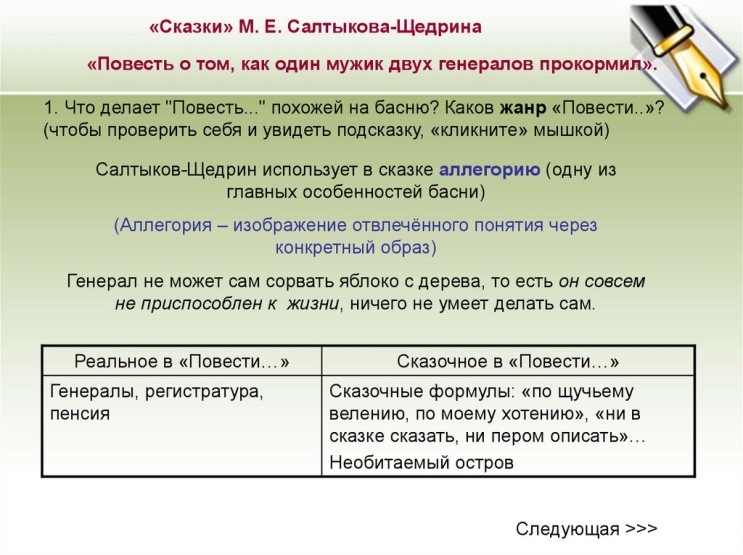 «Сказки» М. Е. Салтыкова-Щедрина
«Повесть о том, как один мужик двух генералов прокормил».
1. Что делает "Повесть..." похожей на басню? Каков жанр «Повести..»?
(чтобы проверить себя и увидеть подсказку, «кликните» мышкой)
Салтыков-Щедрин использует в сказке аллегорию (одну из
главных особенностей басни)
(Аллегория – изображение отвлечённого понятия через
конкретный образ)
Генерал не может сам сорвать яблоко с дерева, то есть он совсем
не приспособлен к жизни, ничего не умеет делать сам.
Реальное в «Повести…»
Сказочное в «Повести…»
Генералы, регистратура,
пенсия
Сказочные формулы: «по щучьему
велению, по моему хотению», «ни в
сказке сказать, ни пером описать»…
Необитаемый остров
Следующая >>>